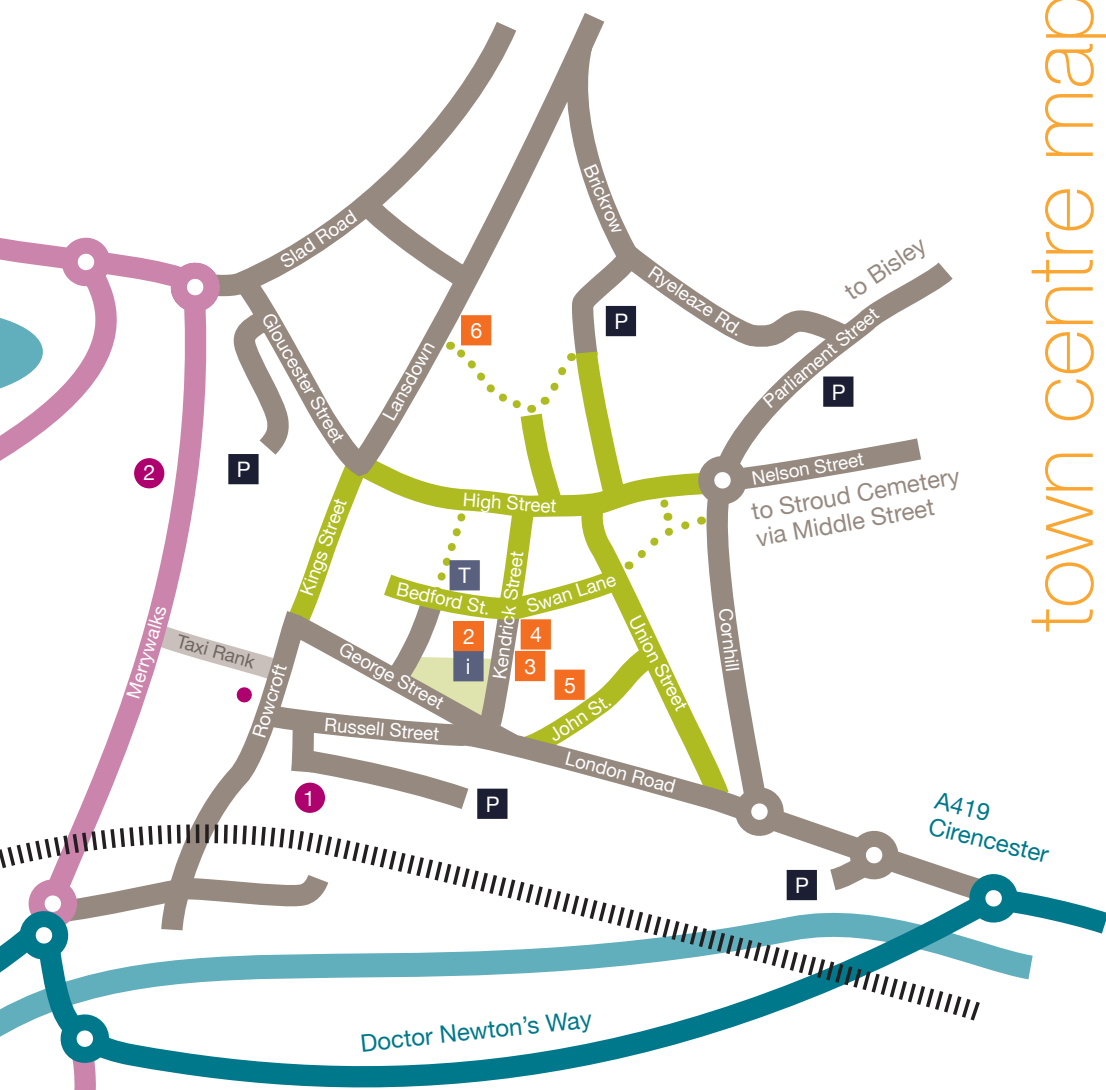 town centre map
Brickrow
Slad Road
to Bisley
Ryeleaze Rd.
P
6
Gloucester Street
Lansdown
Parliament Street
P
2
P
Nelson Street
to Stroud Cemetery
via Middle Street
High Street
Kings Street
T
Bedford St.
Kendrick Street
Swan Lane
Merrywalks
Taxi Rank
Rowcroft
George Street
2
i
4
3
5
Union Street
Cornhill
John St.
Russell Street
London Road
1
P
A419
Cirencester
P
Doctor Newton's Way